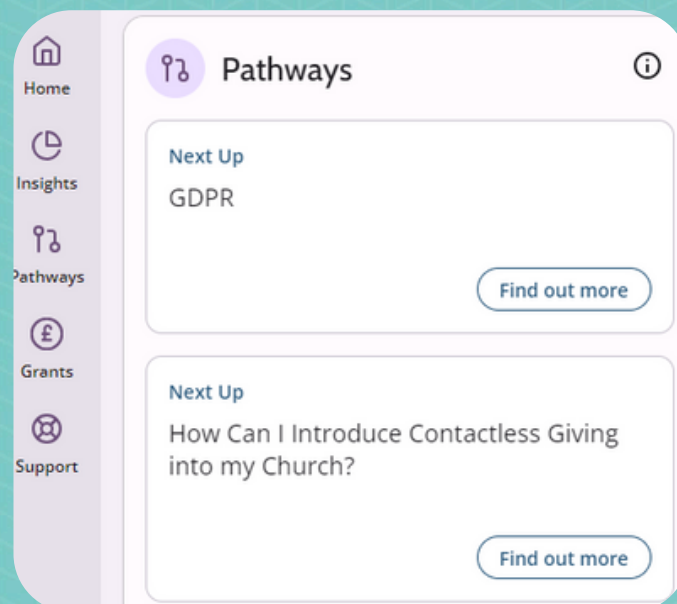 Home
Insights
Pathways
Grants
Support
Pathways
Next Up
GDPR
Find out more
Next Up
How Can I Introduce Contactless Giving
into my Church?
Find out more